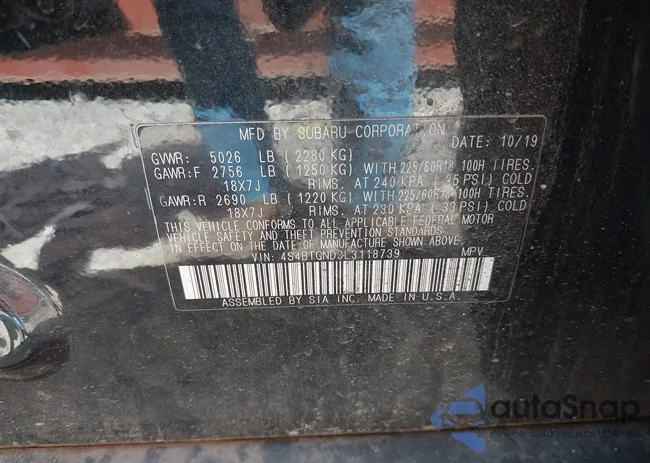 MFD BY SUBARU CORPORATION DATE: 10/19
GVWR: 5026 LB (2280 KG)
GAWR:F 2756 LB (1250 KG) WITH 225/60R18 100H TIRES.
18X7J RIMS. AT 240 KPA (35 PSI) COLD
GAWR:R 2690 LB (1220 KG) WITH 225/60R18 100H TIRES.
18X7J RIMS. AT 230 KPA (33 PSI) COLD
THIS VEHICLE CONFORMS TO ALL APPLICABLE FEDERAL MOTOR
VEHICLE SAFETY AND THEFT PREVENTION STANDARDS
IN EFFECT ON THE DATE OF MANUFACTURE SHOWN ABOVE.
VIN: 4S4BTGND3L3118739 MPV
ASSEMBLED BY SIA INC. MADE IN U.S.A.
autoSnap
Pewne auto z aukcji USA